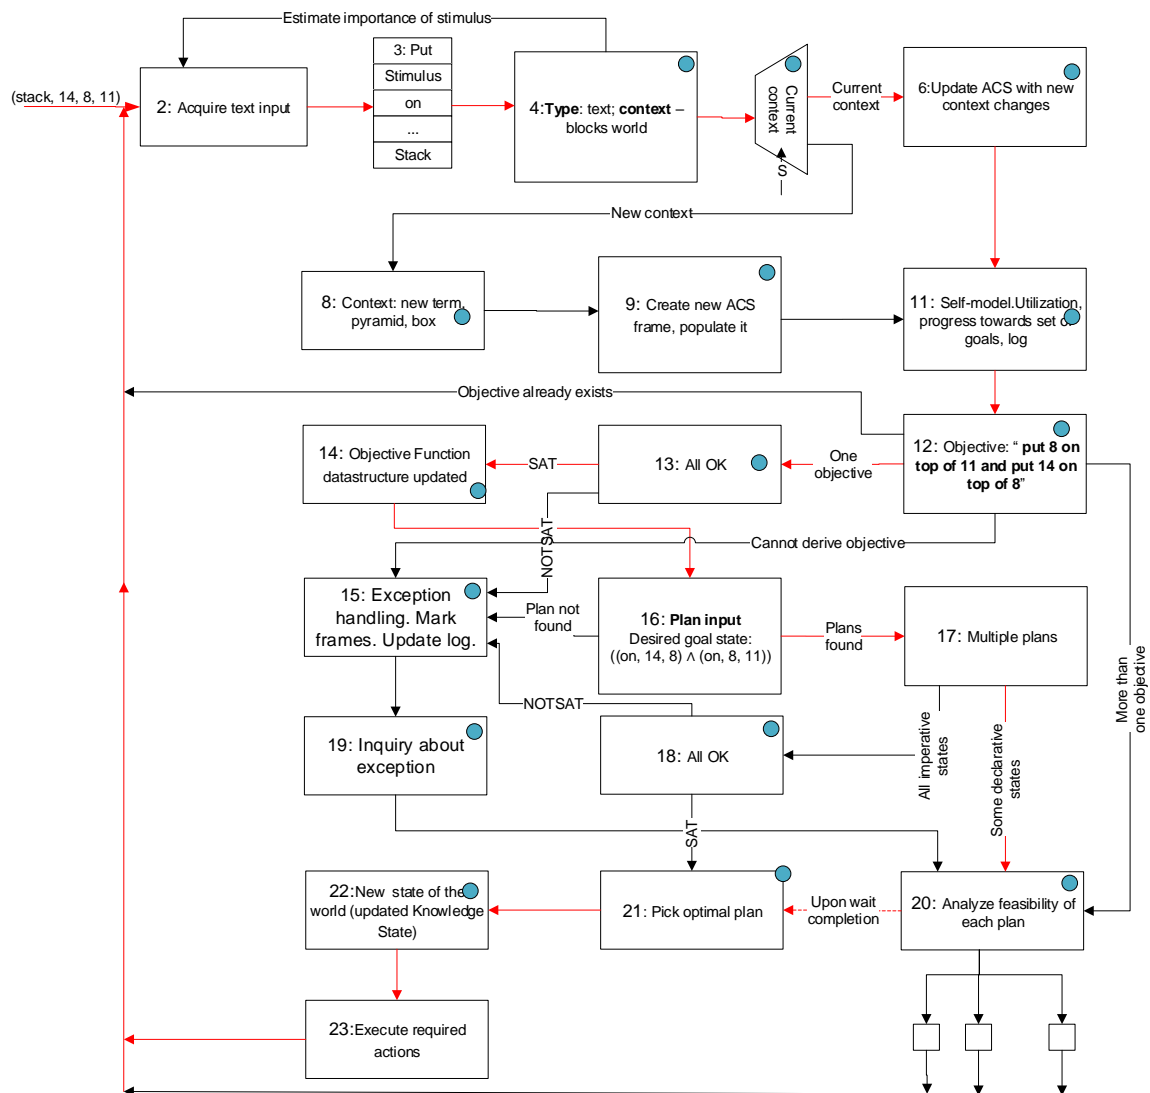 Estimate importance of stimulus
(stack, 14, 8, 11)
2: Acquire text input
3: Put
Stimulus
on
...
Stack
4:Type: text; context –
blocks world
Current
context
S
Current
context
6:Update ACS with new
context changes
New context
8: Context: new term,
pyramid, box
9: Create new ACS
frame, populate it
11: Self-model.Utilization,
progress towards set of
goals, log
Objective already exists
14: Objective Function
datastructure updated
SAT
13: All OK
One
objective
12: Objective: “ put 8 on
top of 11 and put 14 on
top of 8”
NOTSAT
Cannot derive objective
15: Exception
handling. Mark
frames. Update log.
Plan not
found
16: Plan input
Desired goal state:
((on, 14, 8) ∧ (on, 8, 11))
Plans
found
17: Multiple plans
More than
one objective
NOTSAT
19: Inquiry about
exception
18: All OK
All imperative
states
Some declarative
states
SAT
22:New state of the
world (updated Knowledge
State)
21: Pick optimal plan
Upon wait
completion
20: Analyze feasibility of
each plan
23:Execute required
actions